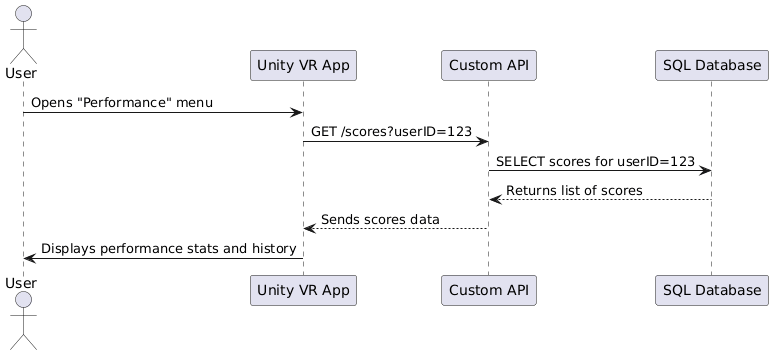 User
Unity VR App
Custom API
SQL Database
Opens "Performance" menu
GET /scores?userID=123
SELECT scores for userID=123
Returns list of scores
Sends scores data
Displays performance stats and history
User
Unity VR App
Custom API
SQL Database